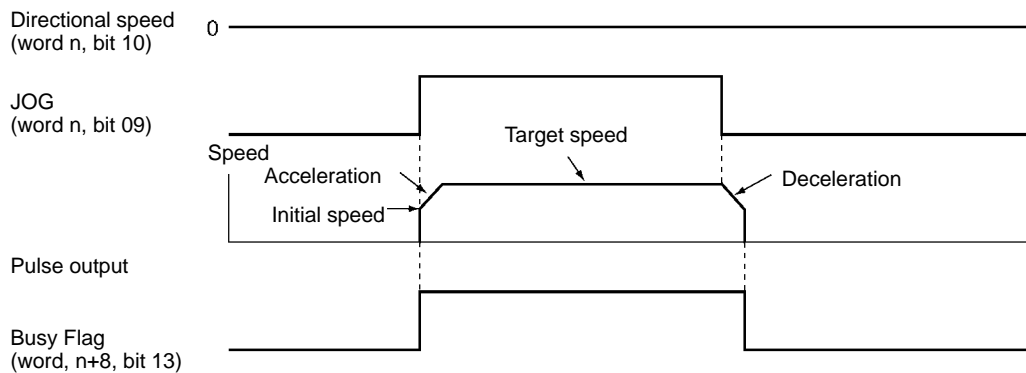 Directional speed
(word n, bit 10)
0
JOG
(word n, bit 09)
Speed
Target speed
Acceleration
Deceleration
Initial speed
Pulse output
Busy Flag
(word, n+8, bit 13)